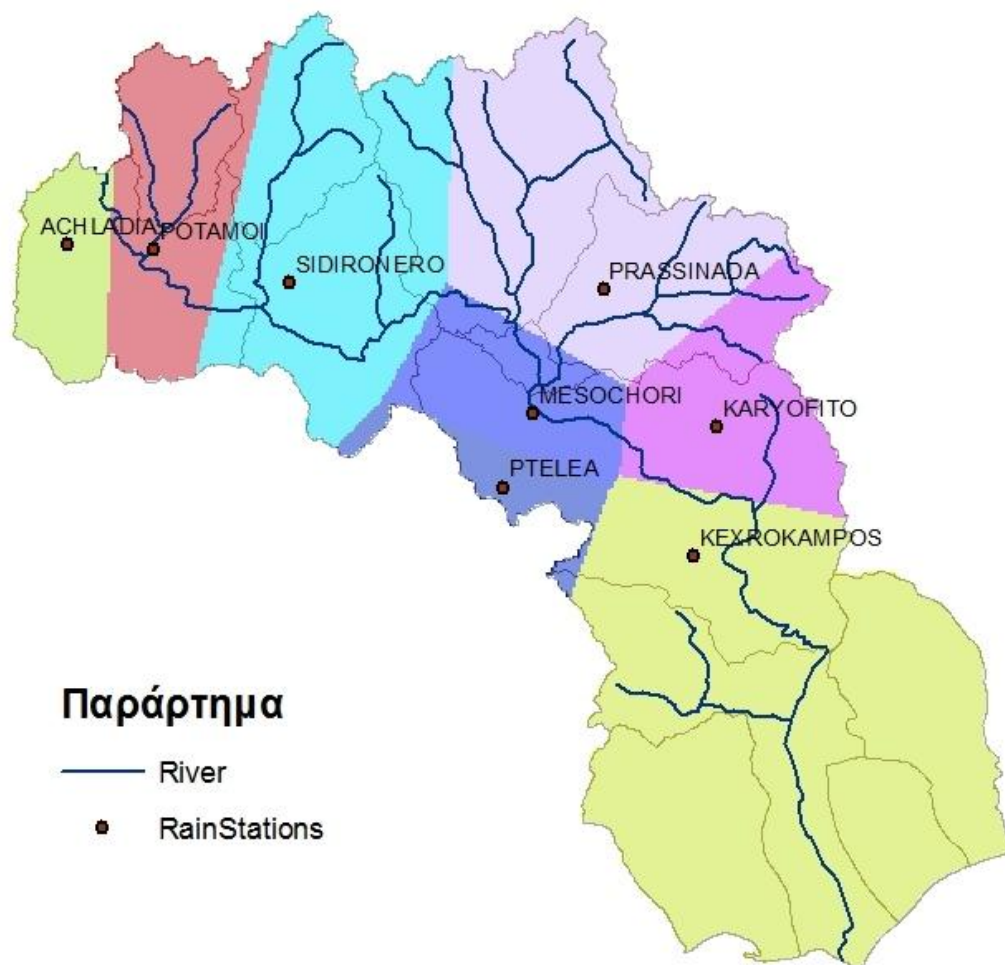 ACHLADIA
POTAMOI
SIDIRONERO
PRASSINADA
MESOCHORI
KARYOFITO
PTELEA
KEXROKAMPOS
Παράρτημα
River
RainStations